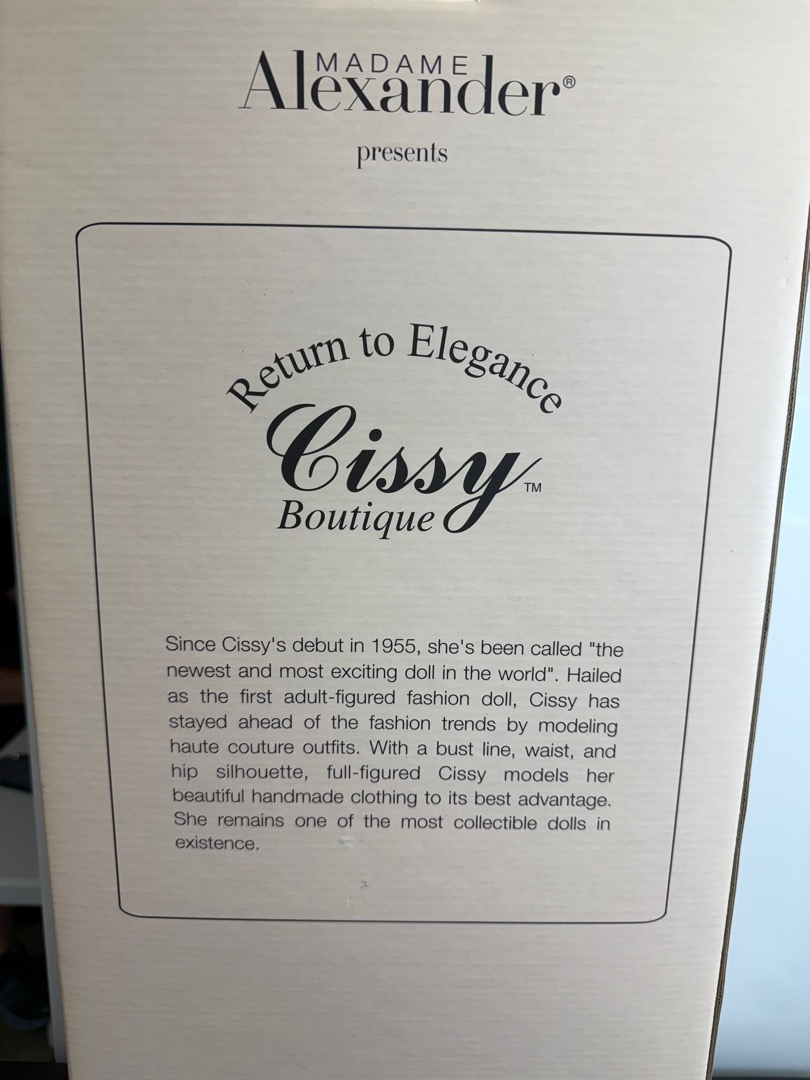 MADAME
Alexander®
presents
Return to Elegance
Cissy™
Boutique
Since Cissy's debut in 1955, she's been called "the
newest and most exciting doll in the world". Hailed
as the first adult-figured fashion doll, Cissy has
stayed ahead of the fashion trends by modeling
haute couture outfits. With a bust line, waist, and
hip silhouette, full-figured Cissy models her
beautiful handmade clothing to its best advantage.
She remains one of the most collectible dolls in
existence.